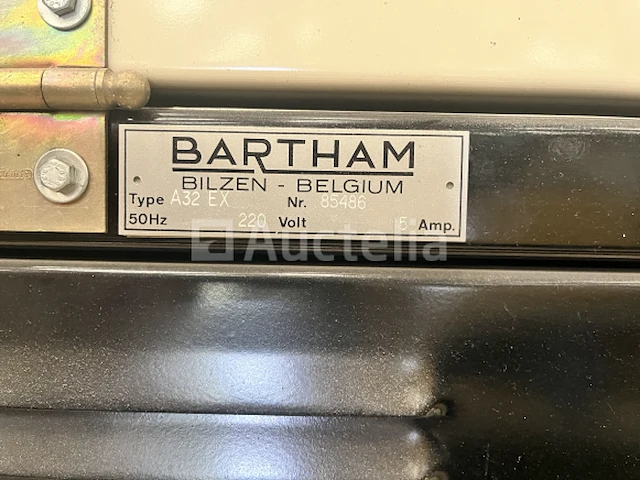 BARTHAM
BILZEN - BELGIUM
Type A32 EX Nr. 85486
50Hz 220 Volt 5 Amp.
Auctelia